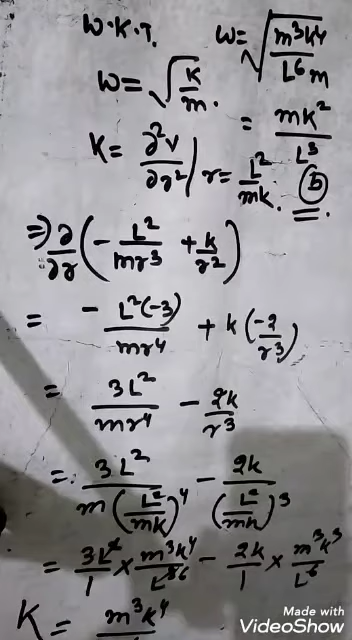 W.K.T.
ω = √(k/m).
K = ∂²V/∂r² | r = L²/mk.
ω = √(m³k⁴/L⁶m)
= mk²/L³
(b)
⇒ ∂/∂r (- L²/mr³ + k/r²)
= - L²(-3)/mr⁴ + k(-2/r³)
= 3L²/mr⁴ - 2k/r³
= 3L²/m(L²/mk)⁴ - 2k/(L²/mk)³
= 3L²/1 × m³k⁴/L⁸⁶ - 2k/1 × m³k³/L⁶
K = m³k⁴
Made with
VideoShow